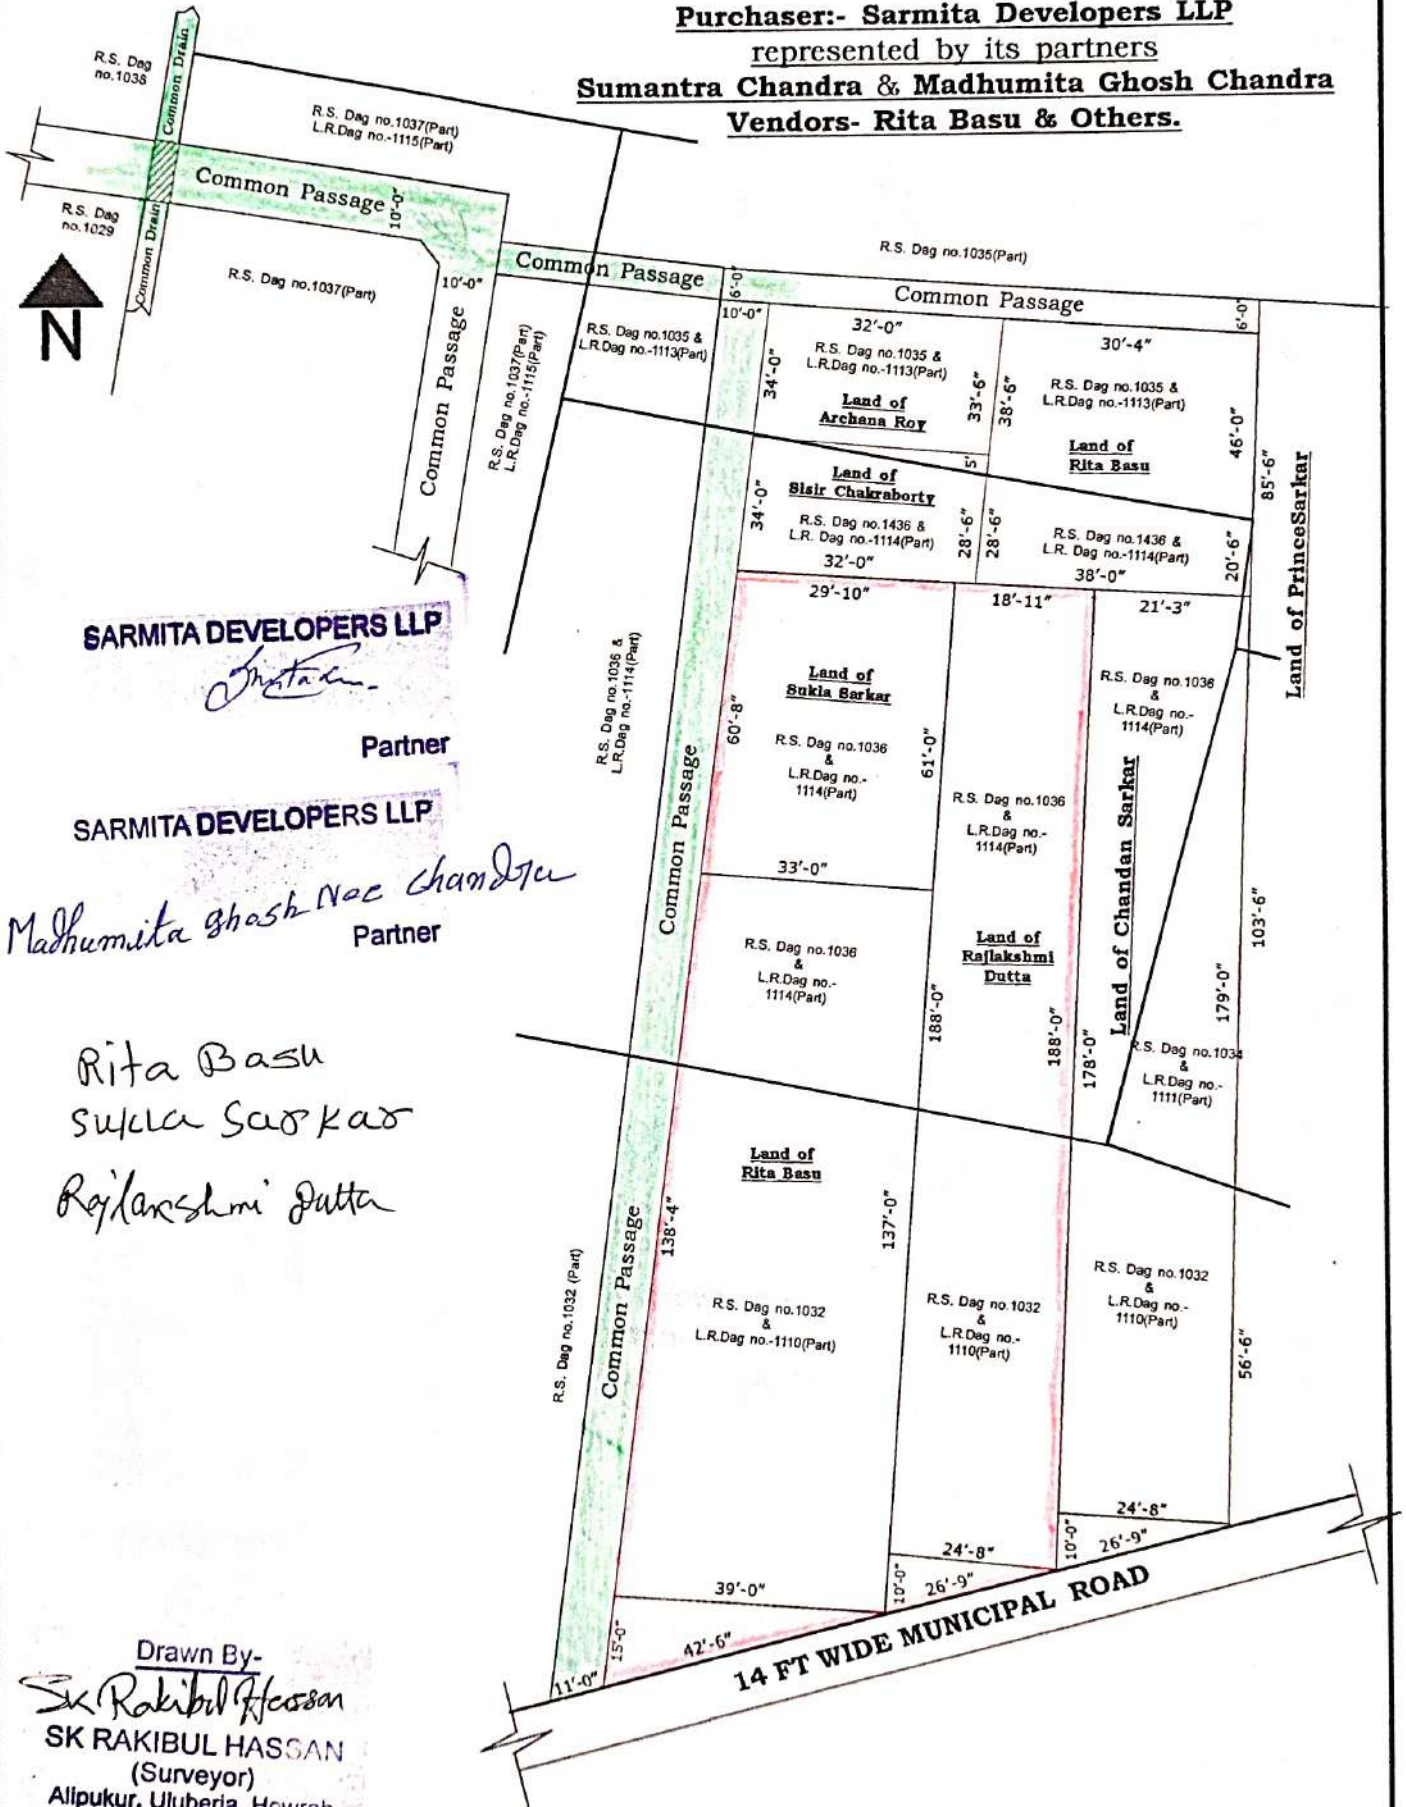 Purchaser:- Sarmita Developers LLP
represented by its partners
Sumantra Chandra & Madhumita Ghosh Chandra
Vendors- Rita Basu & Others.
R.S. Dag
no.1038
Common Drain
R.S. Dag no.1037(Part)
L.R.Dag no.-1115(Part)
Common Passage
10'-0"
R.S. Dag
no.1029
Common Drain
R.S. Dag no.1037(Part)
N
10'-0"
Common Passage
R.S. Dag no.1037(Part)
L.R.Dag no.-1115(Part)
R.S. Dag no.1035(Part)
Common Passage
6'-0"
Common Passage
6'-0"
10'-0"
R.S. Dag no.1035 &
L.R.Dag no.-1113(Part)
32'-0"
34'-0"
R.S. Dag no.1035 &
L.R.Dag no.-1113(Part)
Land of
Archana Roy
33'-6"
38'-6"
30'-4"
R.S. Dag no.1035 &
L.R.Dag no.-1113(Part)
Land of
Rita Basu
46'-0"
85'-6"
Land of PrinceSarkar
5'
Land of
Sisir Chakraborty
34'-0"
R.S. Dag no.1436 &
L.R. Dag no.-1114(Part)
28'-6"
28'-6"
32'-0"
R.S. Dag no.1436 &
L.R. Dag no.-1114(Part)
20'-6"
38'-0"
29'-10"
18'-11"
21'-3"
SARMITA DEVELOPERS LLP
Partner
SARMITA DEVELOPERS LLP
Madhumita Ghosh Nee Chandra
Partner
R.S. Dag no.1036 &
L.R.Dag no.-1114(Part)
Common Passage
60'-8"
Land of
Sukla Sarkar
R.S. Dag no.1036
&
L.R.Dag no.-
1114(Part)
61'-0"
33'-0"
R.S. Dag no.1036
&
L.R.Dag no.-
1114(Part)
R.S. Dag no.1036
&
L.R.Dag no.-
1114(Part)
Land of
Rajlakshmi
Dutta
188'-0"
188'-0"
178'-0"
R.S. Dag no.1036
&
L.R.Dag no.-
1114(Part)
Land of Chandan Sarkar
103'-6"
179'-0"
R.S. Dag no.1034
&
L.R.Dag no.-
1111(Part)
Rita Basu
Sukla Sarkar
Rajlakshmi Dutta
Land of
Rita Basu
138'-4"
137'-0"
R.S. Dag no.1032 (Part)
Common Passage
R.S. Dag no.1032
&
L.R.Dag no.-1110(Part)
R.S. Dag no.1032
&
L.R.Dag no.-
1110(Part)
R.S. Dag no.1032
&
L.R.Dag no.-
1110(Part)
56'-6"
24'-8"
10'-0"
26'-9"
24'-8"
10'-0"
26'-9"
39'-0"
15'-0"
42'-6"
11'-0"
14 FT WIDE MUNICIPAL ROAD
Drawn By-
Sk Rakibul Hassan
SK RAKIBUL HASSAN
(Surveyor)
Alipukur, Uluberia, Howrah